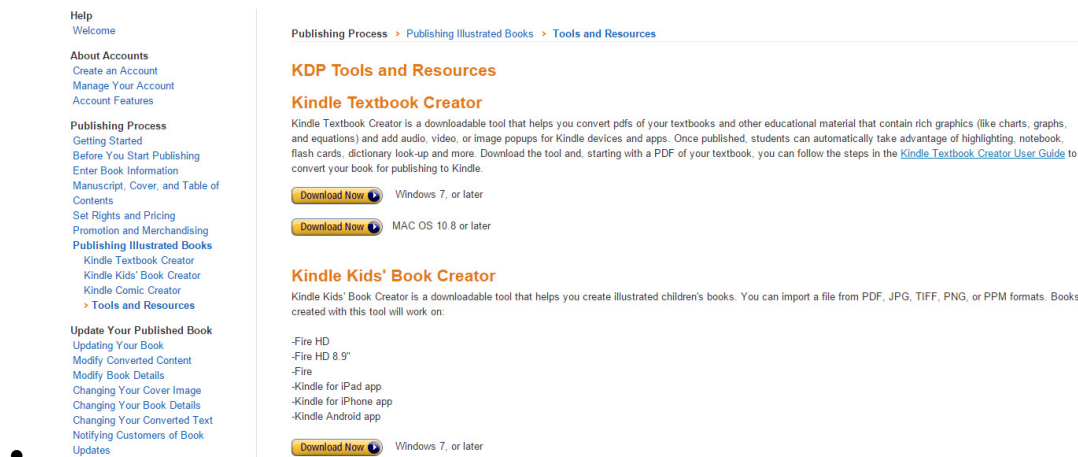 Help
Welcome
About Accounts
Create an Account
Manage Your Account
Account Features
Publishing Process
Getting Started
Before You Start Publishing
Enter Book Information
Manuscript, Cover, and Table of
Contents
Set Rights and Pricing
Promotion and Merchandising
Publishing Illustrated Books
Kindle Textbook Creator
Kindle Kids' Book Creator
Kindle Comic Creator
> Tools and Resources
Update Your Published Book
Updating Your Book
Modify Converted Content
Modify Book Details
Changing Your Cover Image
Changing Your Book Details
Changing Your Converted Text
Notifying Customers of Book
Updates
Publishing Process > Publishing Illustrated Books > Tools and Resources
KDP Tools and Resources
Kindle Textbook Creator
Kindle Textbook Creator is a downloadable tool that helps you convert pdfs of your textbooks and other educational material that contain rich graphics (like charts, graphs,
and equations) and add audio, video, or image popups for Kindle devices and apps. Once published, students can automatically take advantage of highlighting, notebook,
flash cards, dictionary look-up and more. Download the tool and, starting with a PDF of your textbook, you can follow the steps in the Kindle Textbook Creator User Guide to
convert your book for publishing to Kindle.
Download Now Windows 7, or later
Download Now MAC OS 10.8 or later
Kindle Kids' Book Creator
Kindle Kids' Book Creator is a downloadable tool that helps you create illustrated children's books. You can import a file from PDF, JPG, TIFF, PNG, or PPM formats. Books
created with this tool will work on:
-Fire HD
-Fire HD 8.9"
-Fire
-Kindle for iPad app
-Kindle for iPhone app
-Kindle Android app
Download Now Windows 7, or later